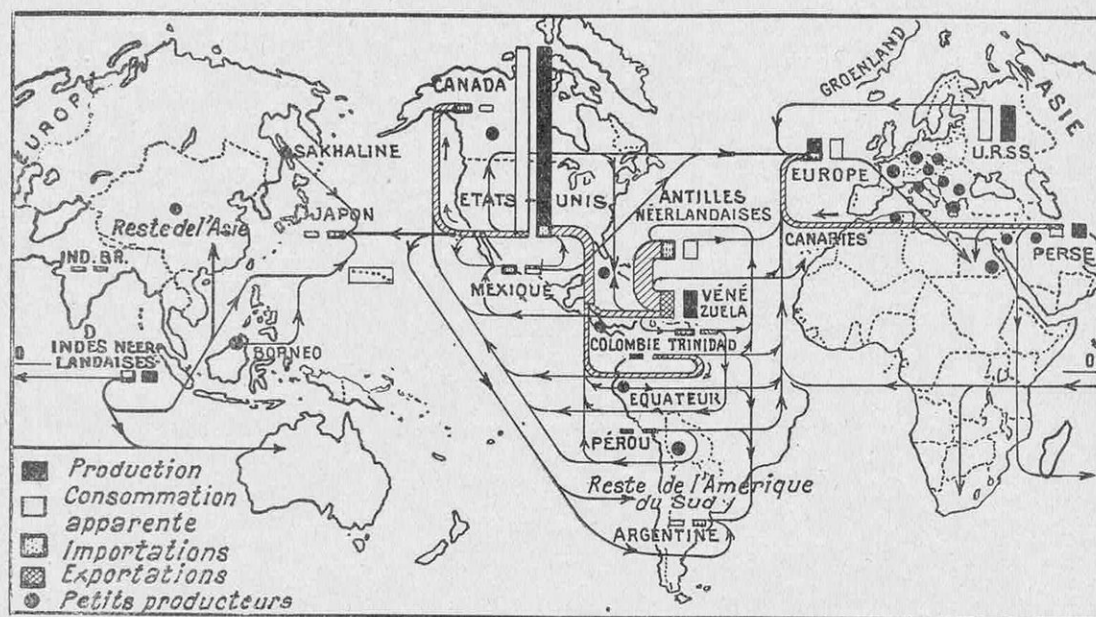 CANADA
GROENLAND
ASIE
EUROPE
SAKHALINE
U.R.S.S
EUROPE
ETATS
UNIS
ANTILLES
NÉERLANDAISES
JAPON
Reste de l'Asie
CANARIES
PERSE
IND. BR.
MEXIQUE
VÉNÉ
ZUELA
INDES NÉER-
LANDAISES
BORNEO
COLOMBIE TRINIDAD
EQUATEUR
PÉROU
Reste de l'Amérique
du Sud
ARGENTINE
Production
Consommation
apparente
Importations
Exportations
Petits producteurs